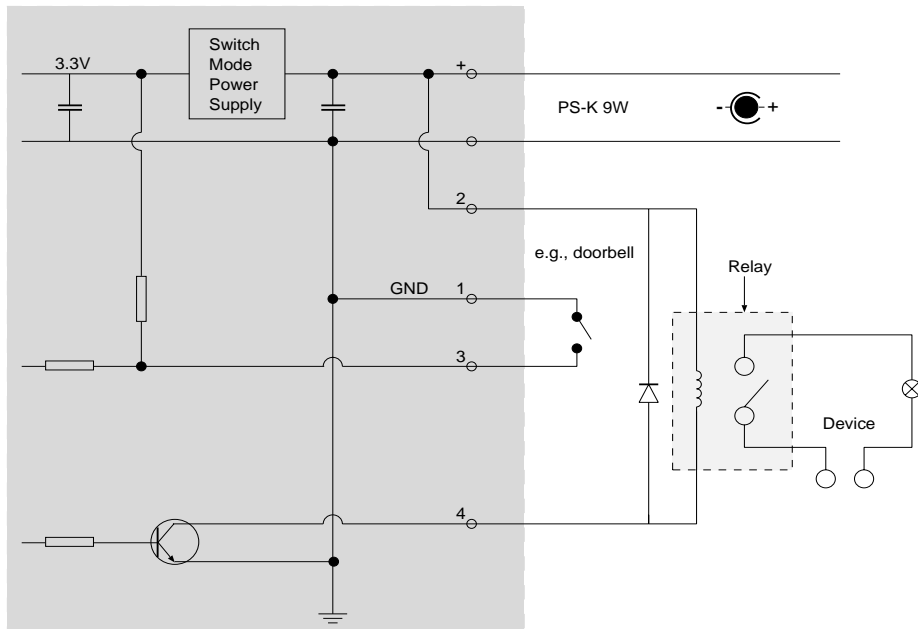 3.3V
Switch
Mode
Power
Supply
+
PS-K 9W
- +
2
e.g., doorbell
Relay
GND 1
3
Device
4